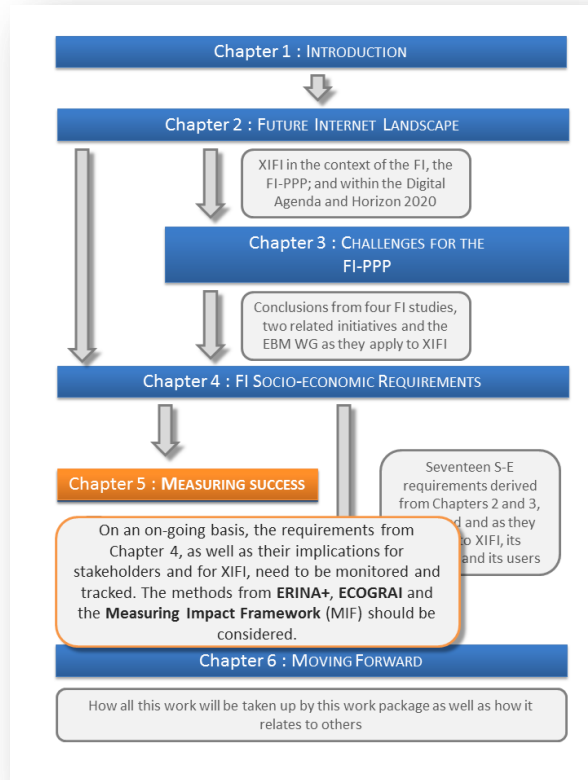 Chapter 1 : INTRODUCTION
Chapter 2 : FUTURE INTERNET LANDSCAPE
XIFI in the context of the FI, the
FI-PPP; and within the Digital
Agenda and Horizon 2020
Chapter 3 : CHALLENGES FOR THE
FI-PPP
Conclusions from four FI studies,
two related initiatives and the
EBM WG as they apply to XIFI
Chapter 4 : FI SOCIO-ECONOMIC REQUIREMENTS
Chapter 5 : MEASURING SUCCESS
Seventeen S-E
requirements derived
from Chapters 2 and 3,
and as they
to XIFI, its
and its users
On an on-going basis, the requirements from
Chapter 4, as well as their implications for
stakeholders and for XIFI, need to be monitored and
tracked. The methods from ERINA+, ECOGRAI and
the Measuring Impact Framework (MIF) should be
considered.
Chapter 6 : MOVING FORWARD
How all this work will be taken up by this work package as well as how it
relates to others